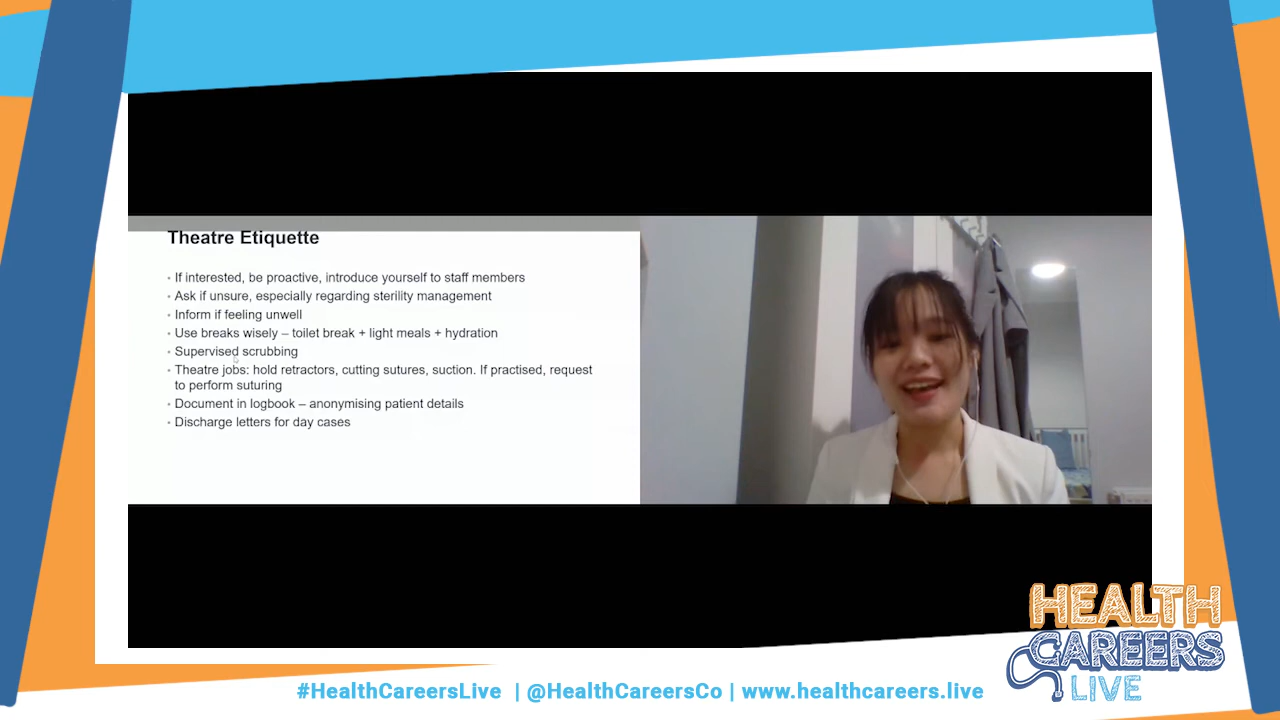 Theatre Etiquette
• If interested, be proactive, introduce yourself to staff members
• Ask if unsure, especially regarding sterility management
• Inform if feeling unwell
• Use breaks wisely – toilet break + light meals + hydration
• Supervised scrubbing
• Theatre jobs: hold retractors, cutting sutures, suction. If practised, request
to perform suturing
• Document in logbook – anonymising patient details
• Discharge letters for day cases
HEALTH
CAREERS
LIVE
#HealthCareersLive | @HealthCareersCo | www.healthcareers.live